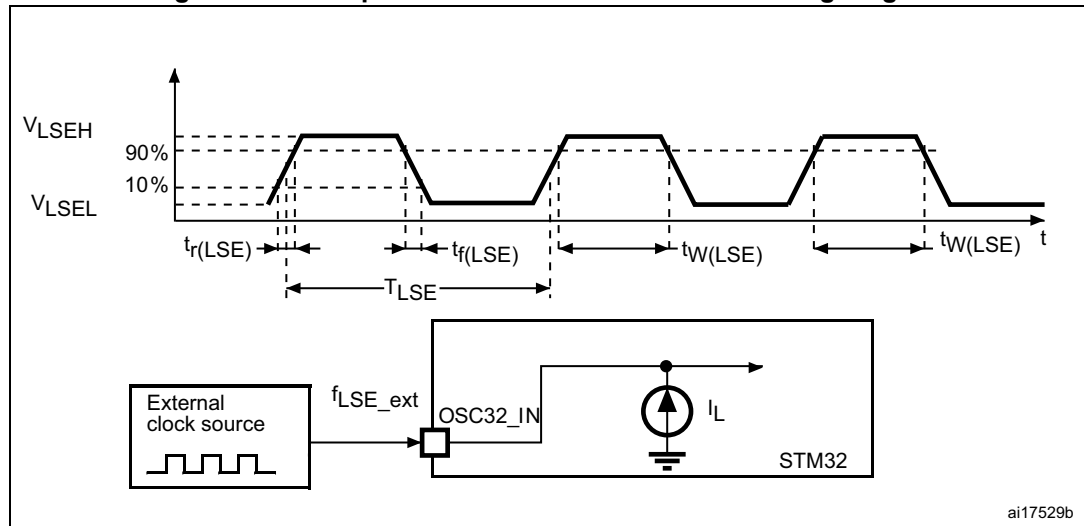 VLSEH
90%
10%
VLSEL
tr(LSE)
tf(LSE)
tW(LSE)
tW(LSE)
t
TLSE
External
clock source
fLSE_ext
OSC32_IN
IL
STM32
ai17529b